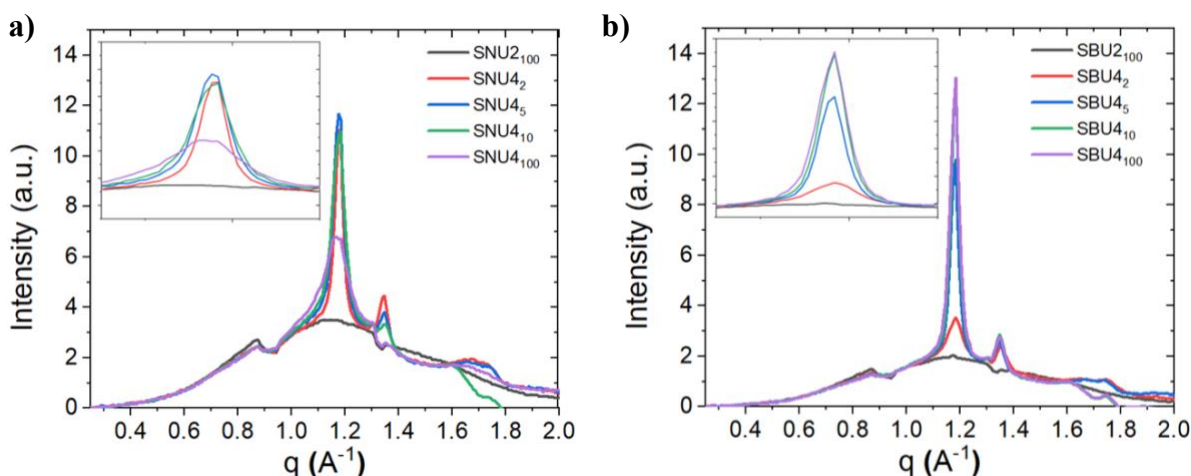 a)
14
12
10
8
6
4
2
0
Intensity (a.u.)
SNU2₁₀₀
SNU4₂
SNU4₅
SNU4₁₀
SNU4₁₀₀
0.4 0.6 0.8 1.0 1.2 1.4 1.6 1.8 2.0
q (A⁻¹)
b)
14
12
10
8
6
4
2
0
Intensity (a.u.)
SBU2₁₀₀
SBU4₂
SBU4₅
SBU4₁₀
SBU4₁₀₀
0.4 0.6 0.8 1.0 1.2 1.4 1.6 1.8 2.0
q (A⁻¹)